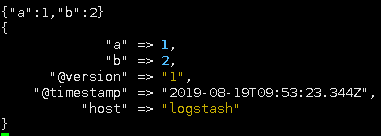 {"a":1,"b":2}
{
"a" => 1,
"b" => 2,
"@version" => "1",
"@timestamp" => "2019-08-19T09:53:23.344Z",
"host" => "logstash"
}